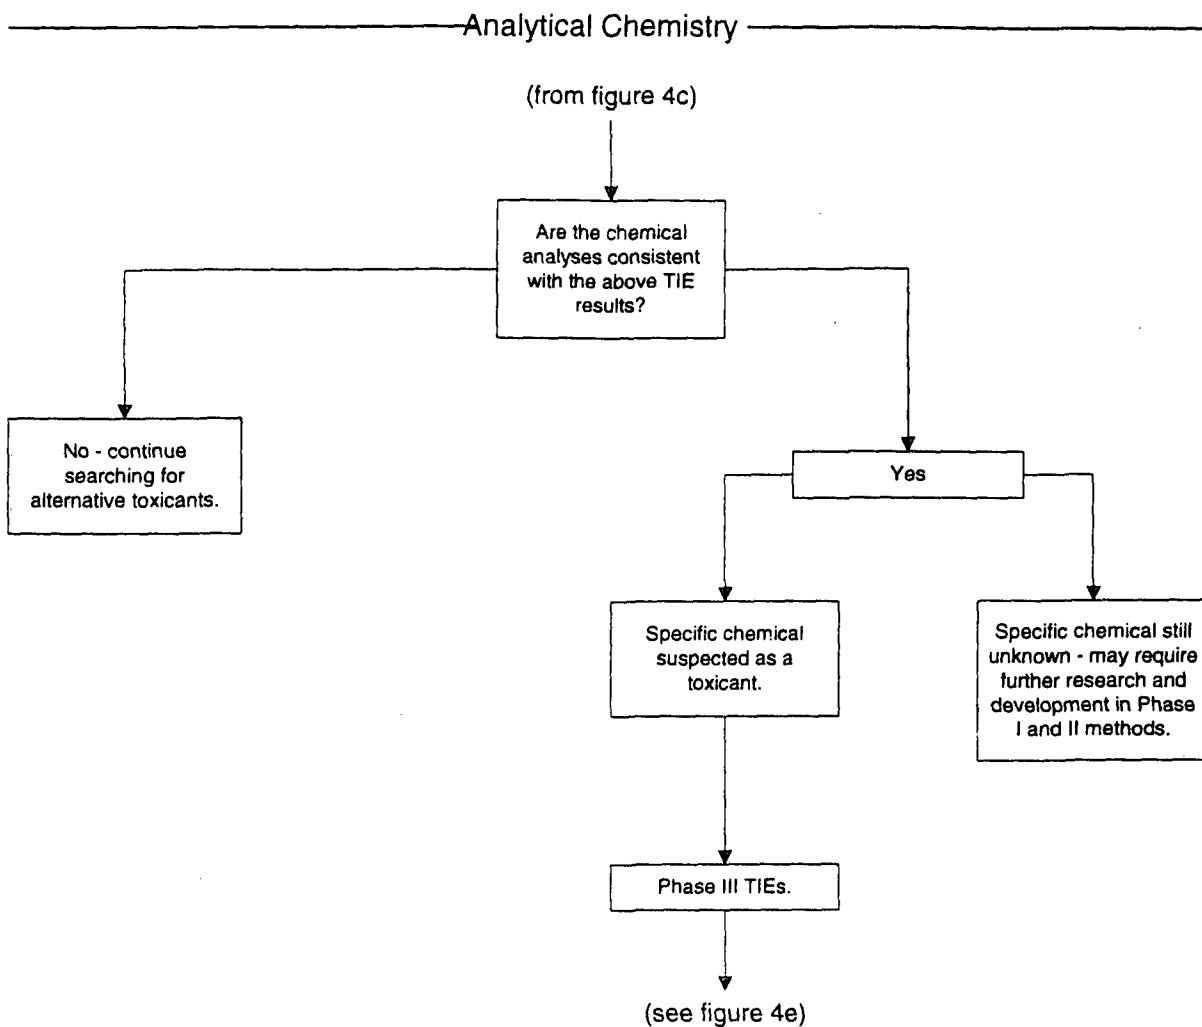 Analytical Chemistry
(from figure 4c)
Are the chemical
analyses consistent
with the above TIE
results?
No - continue
searching for
alternative toxicants.
Yes
Specific chemical
suspected as a
toxicant.
Specific chemical still
unknown - may require
further research and
development in Phase
I and II methods.
Phase III TIEs.
(see figure 4e)